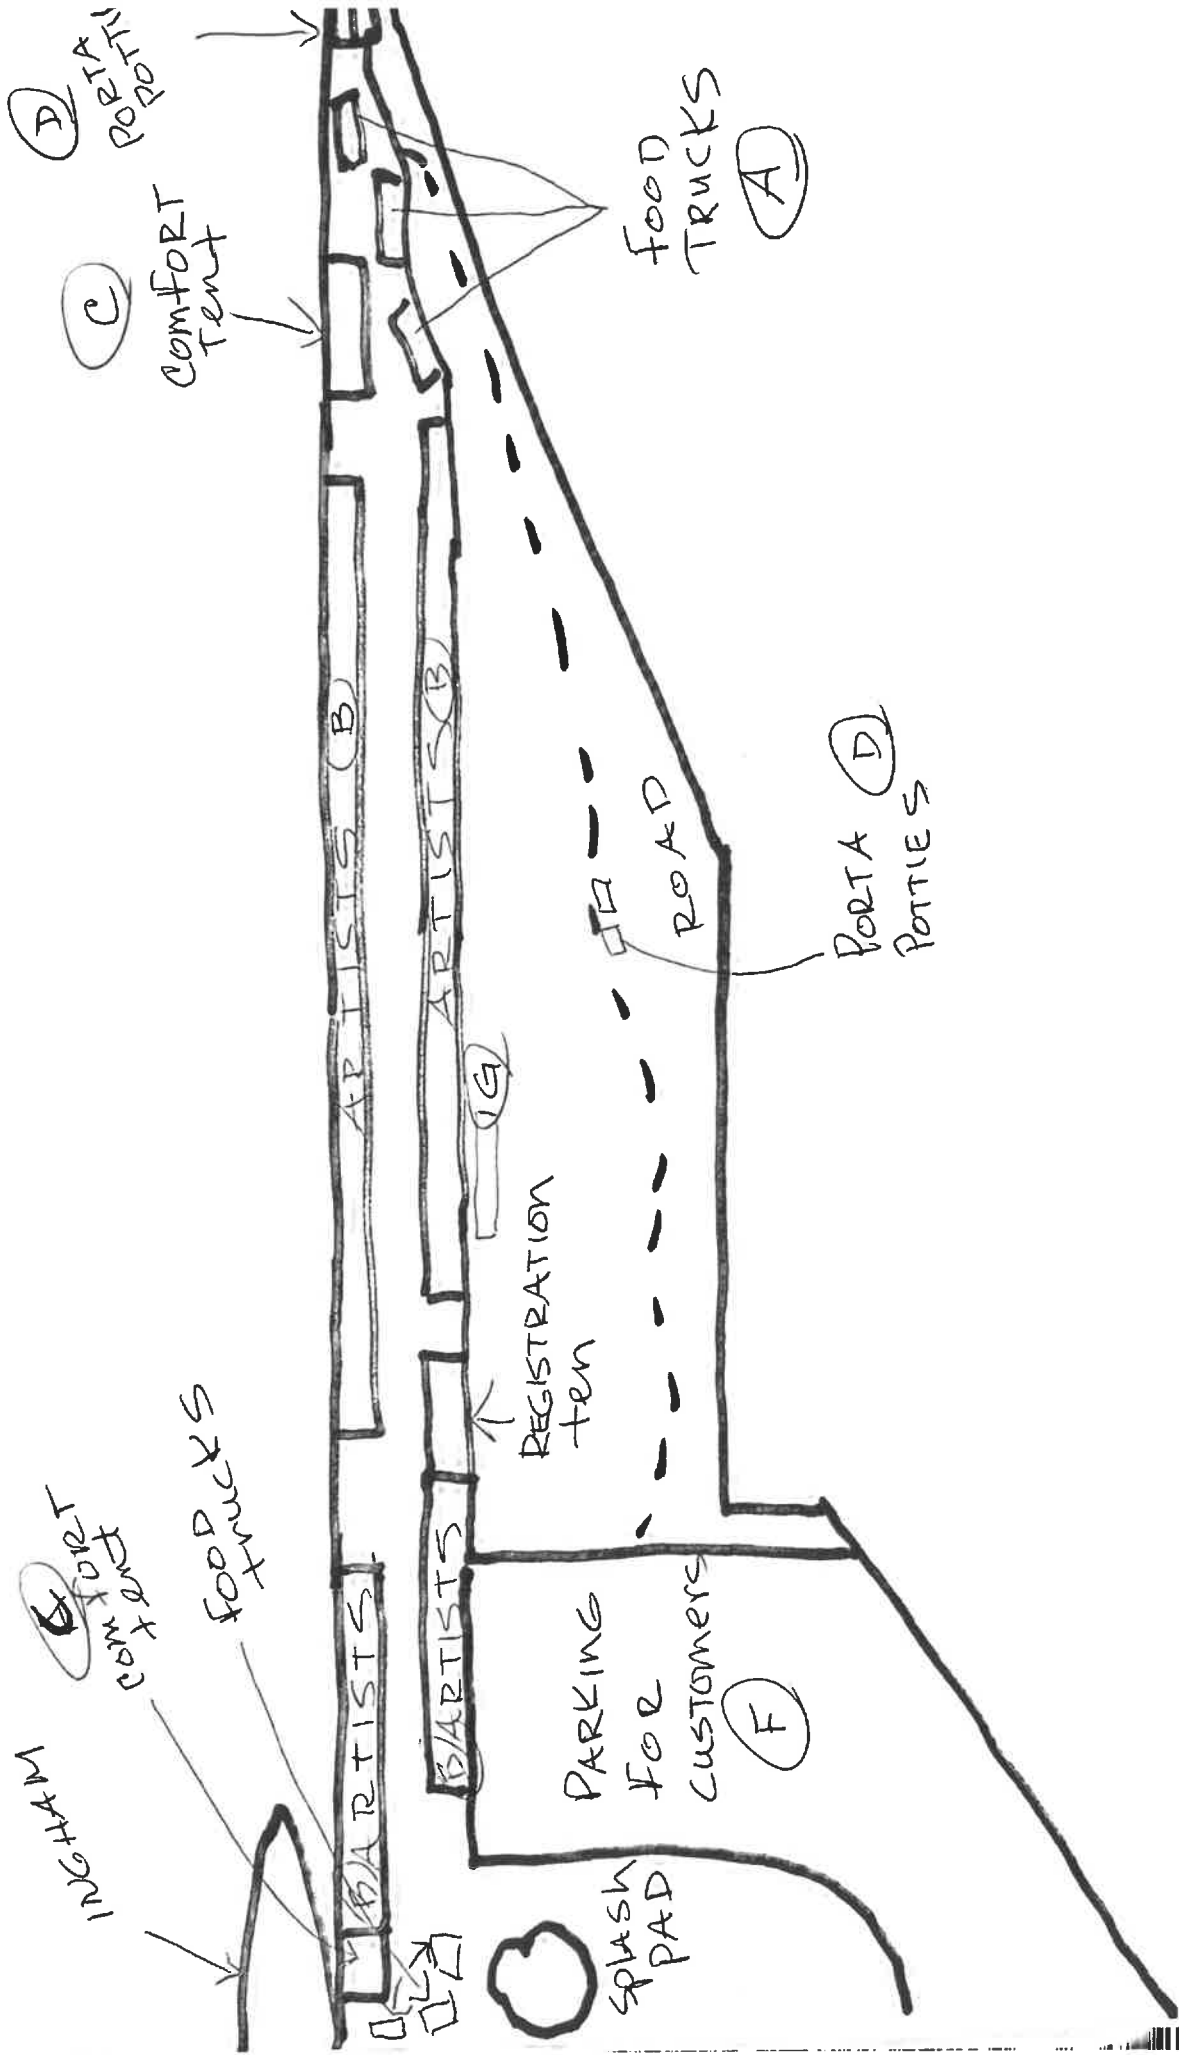 INGHAM
C
COMFORT
tent
FOOD
trucks
C
COMFORT
Tent
D
PORTA
POTTI
B/ARTISTS
ARTISTS B
B/ARTISTS
ARTISTS B
REGISTRATION
ten
G
SPLASH
PAD
PARKING
FOR
CUSTOMERS
F
ROAD
PORTA D
POTTIES
FOOD
TRUCKS
A